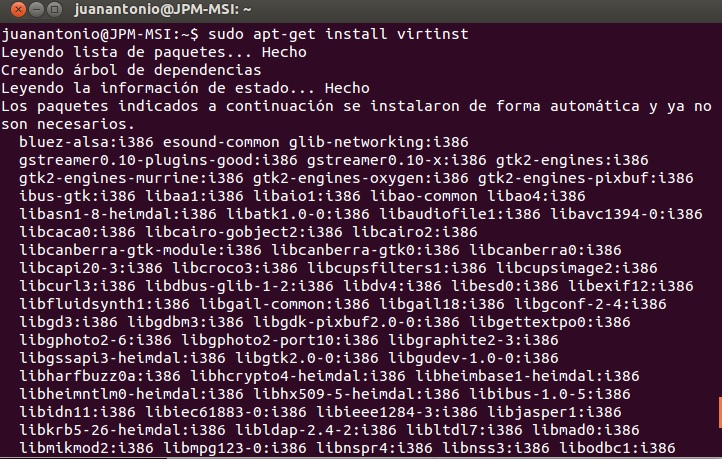 juanantonio@JPM-MSI: ~
juanantonio@JPM-MSI:~$ sudo apt-get install virtinst
Leyendo lista de paquetes... Hecho
Creando árbol de dependencias
Leyendo la información de estado... Hecho
Los paquetes indicados a continuación se instalaron de forma automática y ya no
son necesarios.
bluez-alsa:i386 esound-common glib-networking:i386
gstreamer0.10-plugins-good:i386 gstreamer0.10-x:i386 gtk2-engines:i386
gtk2-engines-murrine:i386 gtk2-engines-oxygen:i386 gtk2-engines-pixbuf:i386
ibus-gtk:i386 libaa1:i386 libaio1:i386 libao-common libao4:i386
libasn1-8-heimdal:i386 libatk1.0-0:i386 libaudiofile1:i386 libavc1394-0:i386
libcaca0:i386 libcairo-gobject2:i386 libcairo2:i386
libcanberra-gtk-module:i386 libcanberra-gtk0:i386 libcanberra0:i386
libcapi20-3:i386 libcroco3:i386 libcupsfilters1:i386 libcupsimage2:i386
libcurl3:i386 libdbus-glib-1-2:i386 libdv4:i386 libesd0:i386 libexif12:i386
libfluidsynth1:i386 libgail-common:i386 libgail18:i386 libgconf-2-4:i386
libgd3:i386 libgdbm3:i386 libgdk-pixbuf2.0-0:i386 libgettextpo0:i386
libgphoto2-6:i386 libgphoto2-port10:i386 libgraphite2-3:i386
libgssapi3-heimdal:i386 libgtk2.0-0:i386 libgudev-1.0-0:i386
libharfbuzz0a:i386 libhcrypto4-heimdal:i386 libheimbase1-heimdal:i386
libheimntlm0-heimdal:i386 libhx509-5-heimdal:i386 libibus-1.0-5:i386
libidn11:i386 libiec61883-0:i386 libieee1284-3:i386 libjasper1:i386
libkrb5-26-heimdal:i386 libldap-2.4-2:i386 libltdl7:i386 libmad0:i386
libmikmod2:i386 libmpg123-0:i386 libnspr4:i386 libnss3:i386 libodbc1:i386